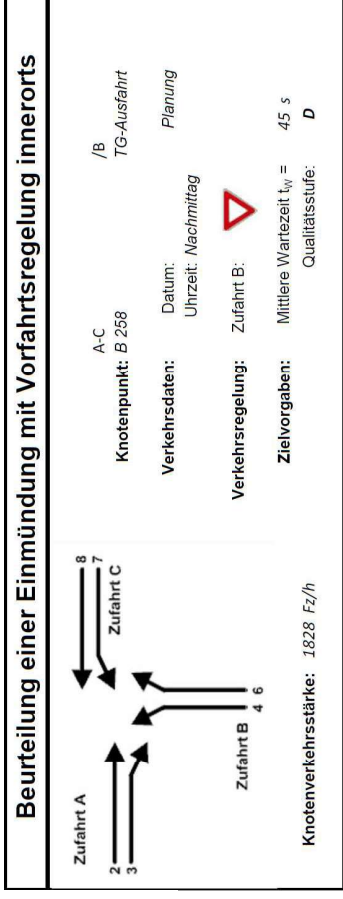 Beurteilung einer Einmündung mit Vorfahrtsregelung innerorts
Zufahrt A
2
3
8
7
Zufahrt C
Zufahrt B
4 6
Knotenverkehrsstärke: 1828 Fz/h
A-C /B
Knotenpunkt: B 258 TG-Ausfahrt
Verkehrsdaten: Datum: Planung
Uhrzeit: Nachmittag
Verkehrsregelung: Zufahrt B:
Zielvorgaben: Mittlere Wartezeit tW = 45 s
Qualitätsstufe: D